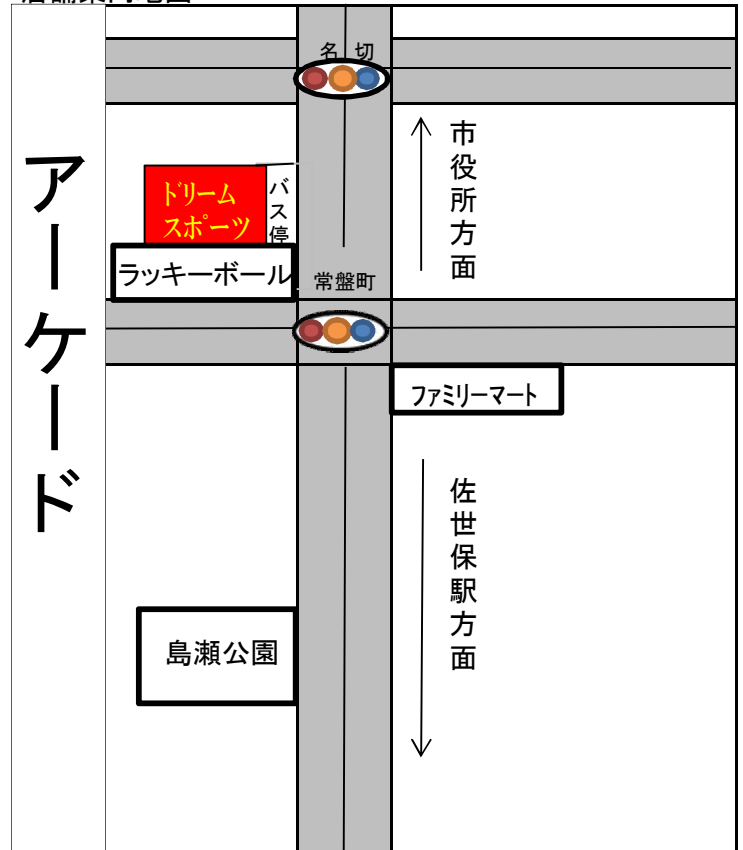 名切
市役所方面
アーケード
ドリーム
スポーツ
バス停
ラッキーボール
常盤町
ファミリーマート
佐世保駅方面
島瀬公園